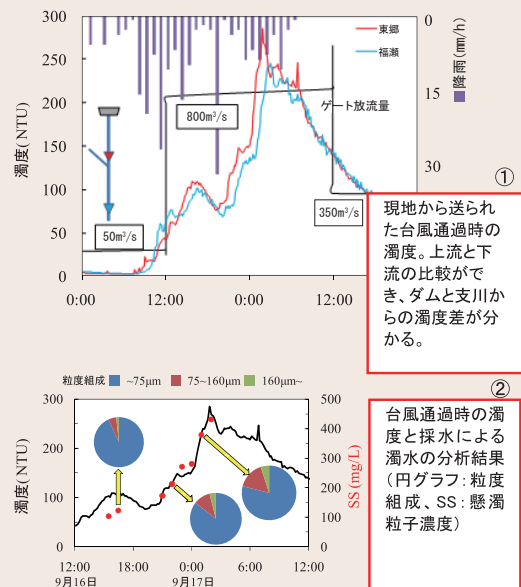 300
250
200
150
100
50
0
濁度(NTU)
0:00
12:00
0:00
12:00
0
15
30
降雨(mm/h)
東郷
福瀬
ゲート放流量
800m³/s
50m³/s
350m³/s
①
現地から送られ
た台風通過時の
濁度。上流と下
流の比較がで
き、ダムと支川か
らの濁度差が分
かる。
粒度組成 ~75μm 75~160μm 160μm~
300
200
100
0
濁度(NTU)
500
400
300
200
100
0
SS (mg/L)
12:00
18:00
0:00
6:00
12:00
9月16日
9月17日
②
台風通過時の濁
度と採水による
濁水の分析結果
(円グラフ:粒度
組成、SS:懸濁
粒子濃度)